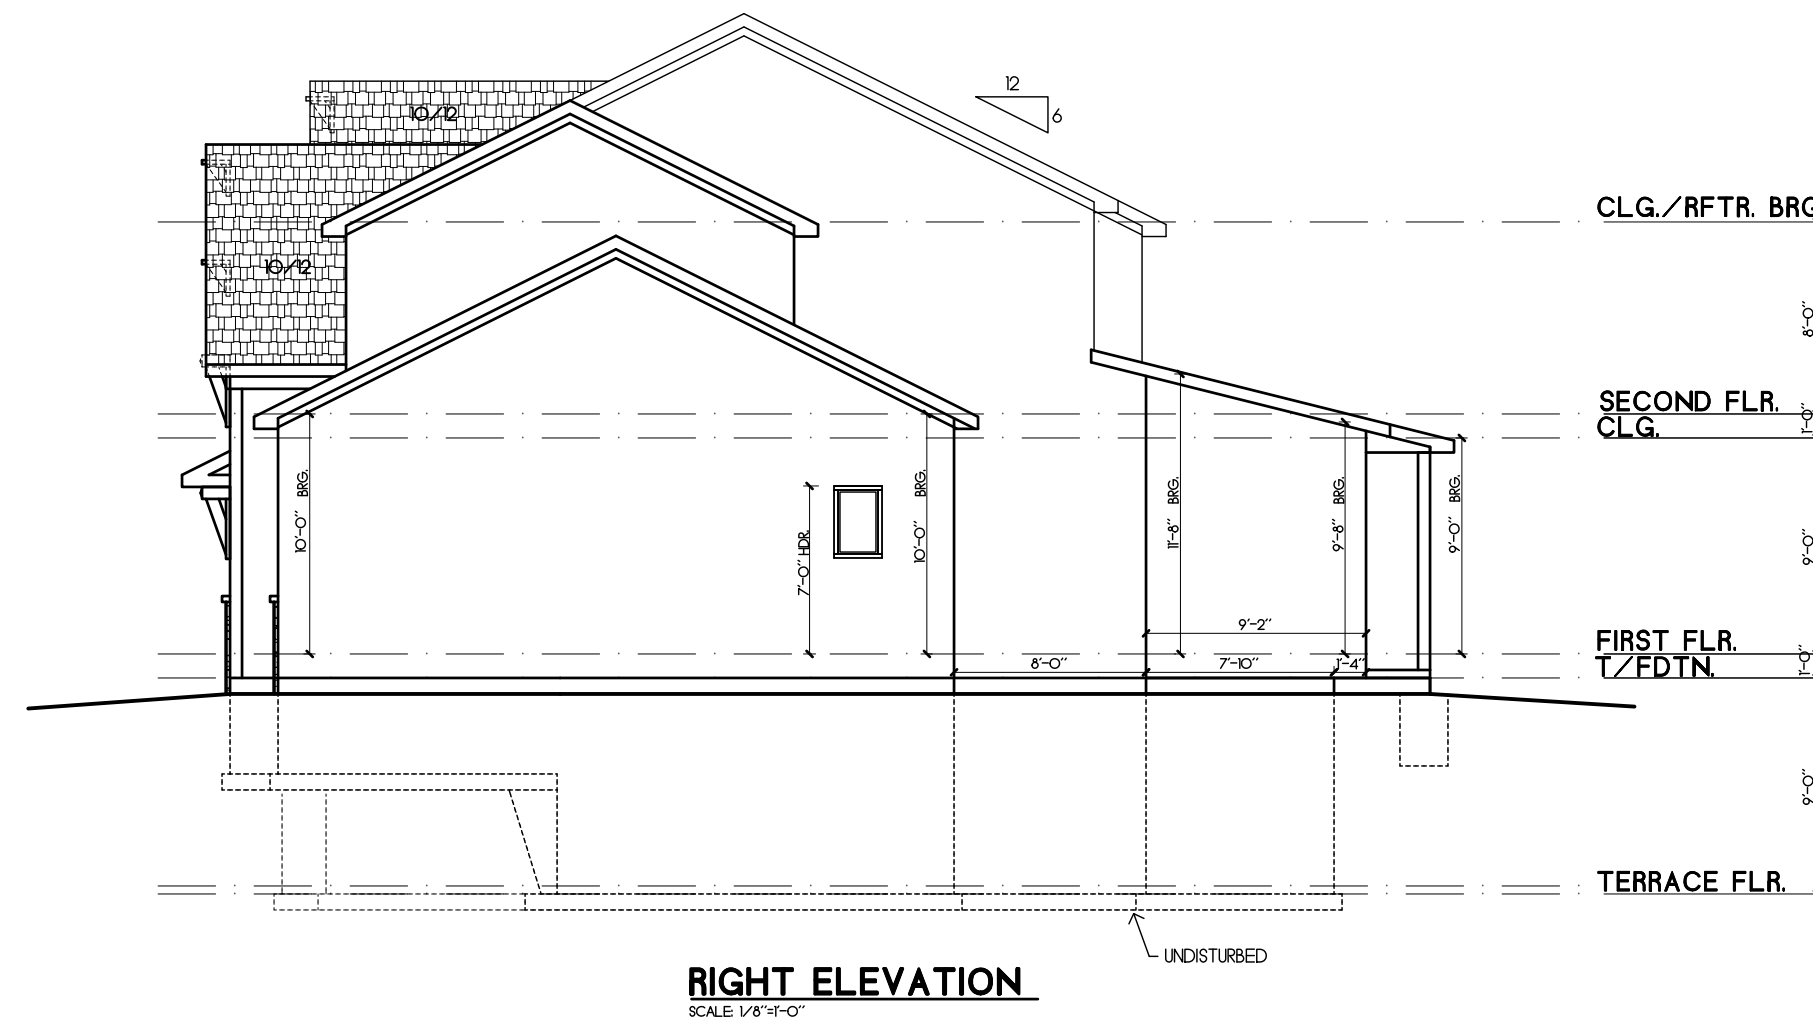 12
6
10/12
CLG./RFTR. BRG
10/12
8'-0"
SECOND FLR.
1'-0"
CLG.
10'-0" BRG.
7'-0" HDR.
10'-0" BRG.
11'-8" BRG.
9'-8" BRG.
9'-0" BRG.
9'-0"
9'-2"
FIRST FLR.
8'-0"
7'-10"
1'-4"
1'-0"
T/FDTN.
9'-0"
TERRACE FLR.
UNDISTURBED
RIGHT ELEVATION
SCALE: 1/8"=1'-0"